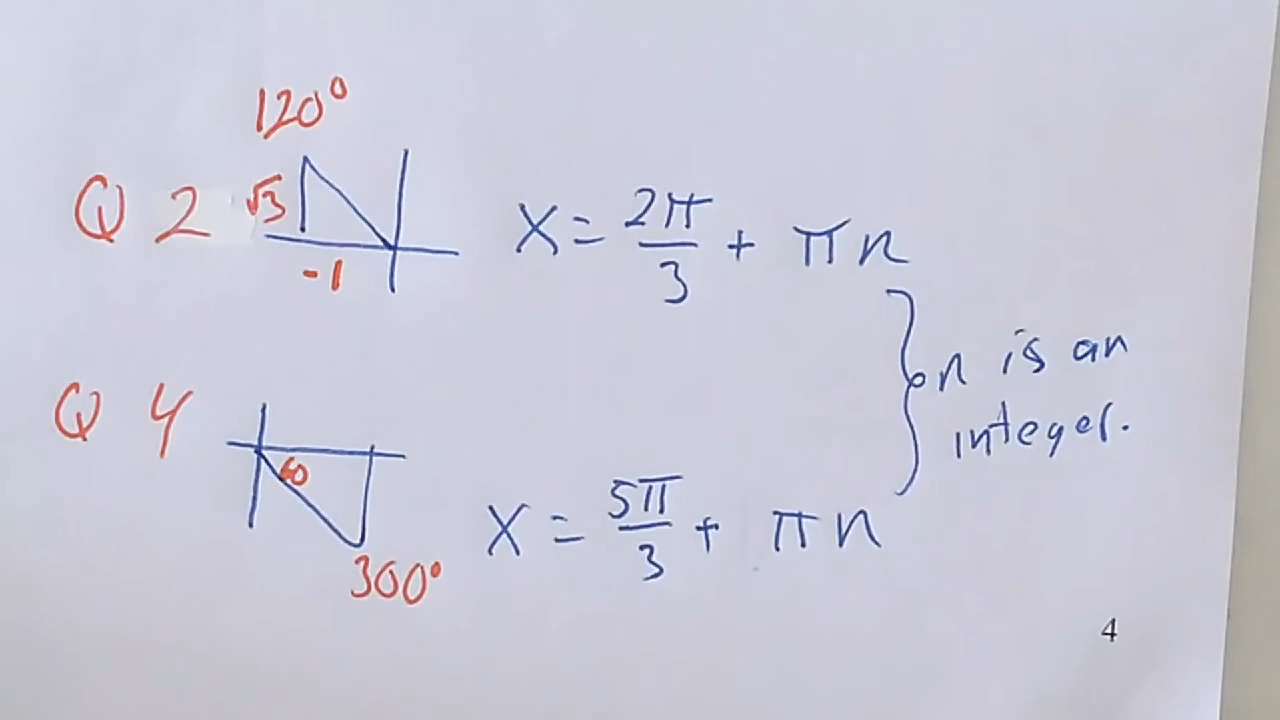 120°
Q 2 √3 x = 2π/3 + πn
-1
n is an
integer.
Q 4
60
x = 5π/3 + πn
300°
4